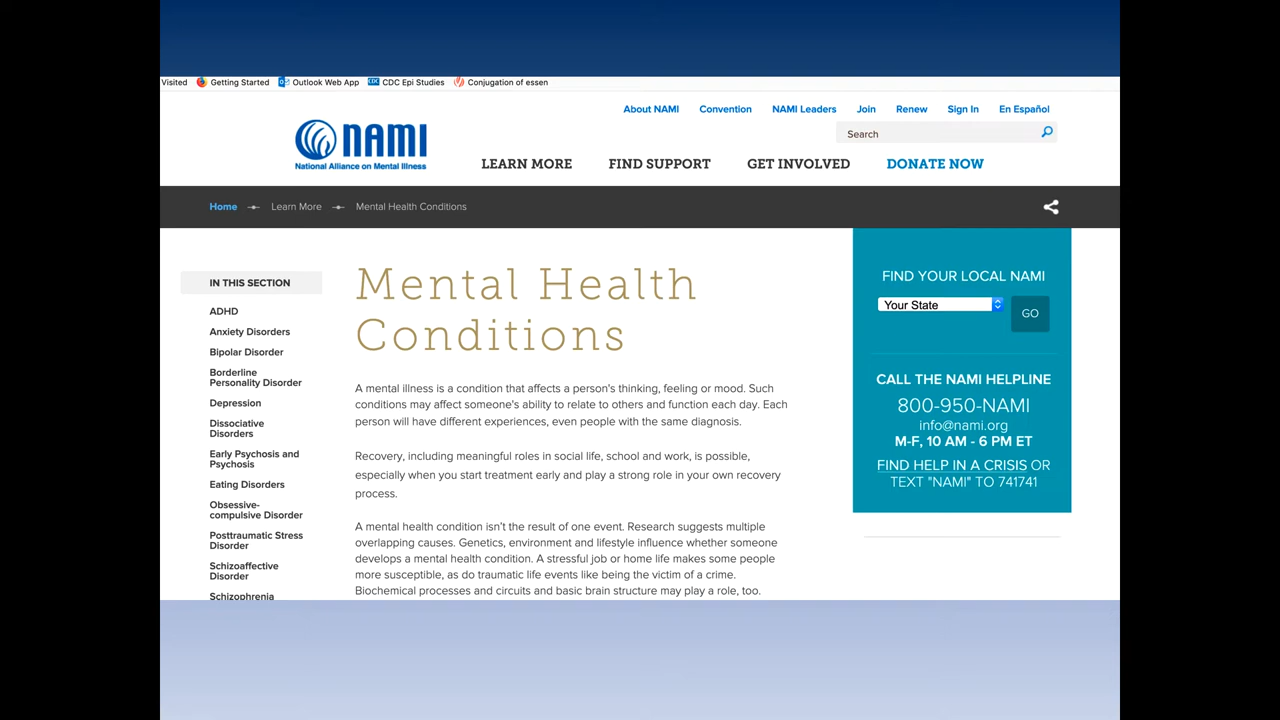 Visited Getting Started Outlook Web App CDC Epi Studies Conjugation of essen
About NAMI Convention NAMI Leaders Join Renew Sign In En Español
Search
NAMI
National Alliance on Mental Illness
LEARN MORE FIND SUPPORT GET INVOLVED DONATE NOW
Home Learn More Mental Health Conditions
IN THIS SECTION
ADHD
Anxiety Disorders
Bipolar Disorder
Borderline
Personality Disorder
Depression
Dissociative
Disorders
Early Psychosis and
Psychosis
Eating Disorders
Obsessive-
compulsive Disorder
Posttraumatic Stress
Disorder
Schizoaffective
Disorder
Schizophrenia
Mental Health
Conditions
A mental illness is a condition that affects a person's thinking, feeling or mood. Such
conditions may affect someone's ability to relate to others and function each day. Each
person will have different experiences, even people with the same diagnosis.
Recovery, including meaningful roles in social life, school and work, is possible,
especially when you start treatment early and play a strong role in your own recovery
process.
A mental health condition isn't the result of one event. Research suggests multiple
overlapping causes. Genetics, environment and lifestyle influence whether someone
develops a mental health condition. A stressful job or home life makes some people
more susceptible, as do traumatic life events like being the victim of a crime.
Biochemical processes and circuits and basic brain structure may play a role, too.
FIND YOUR LOCAL NAMI
Your State GO
CALL THE NAMI HELPLINE
800-950-NAMI
info@nami.org
M-F, 10 AM - 6 PM ET
FIND HELP IN A CRISIS OR
TEXT "NAMI" TO 741741